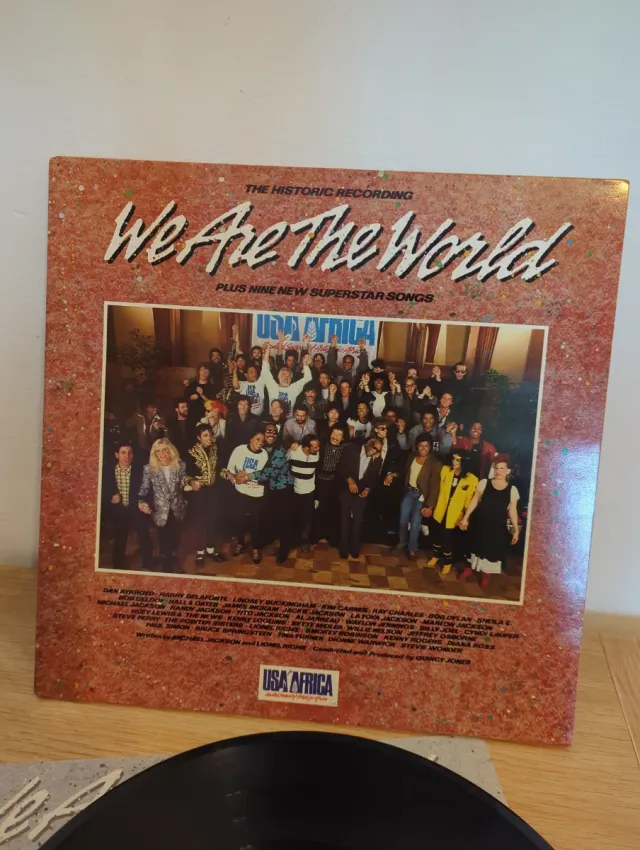 THE HISTORIC RECORDING
We Are The World
PLUS NINE NEW SUPERSTAR SONGS
USA AFRICA
USA
DAN AYKROYD HARRY BELAFONTE LINDSEY BUCKINGHAM KIM CARNES RAY CHARLES BOB DYLAN SHEILA E.
BOB GELDOF HALL & OATES JAMES INGRAM JACKIE JACKSON LA TOYA JACKSON MARLON JACKSON
MICHAEL JACKSON RANDY JACKSON TITO JACKSON AL JARREAU WAYLON JENNINGS BILLY JOEL CYNDI LAUPER
HUEY LEWIS & THE NEWS KENNY LOGGINS BETTE MIDLER WILLIE NELSON JEFFREY OSBORNE
STEVE PERRY THE POINTER SISTERS LIONEL RICHIE SMOKEY ROBINSON KENNY ROGERS DIANA ROSS
PAUL SIMON BRUCE SPRINGSTEEN TINA TURNER DIONNE WARWICK STEVIE WONDER
Written by MICHAEL JACKSON and LIONEL RICHIE Conducted and Produced by QUINCY JONES
USA AFRICA